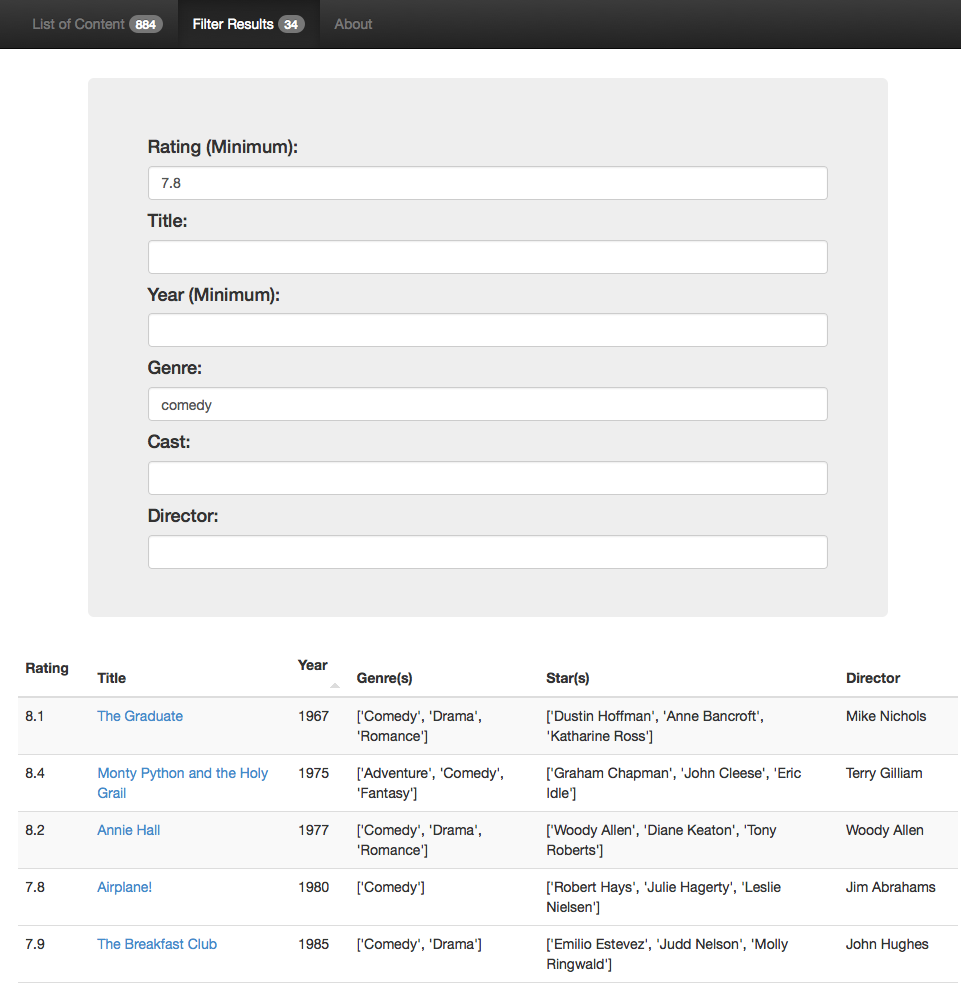 List of Content 884 Filter Results 34 About
Rating (Minimum):
7.8
Title:
Year (Minimum):
Genre:
comedy
Cast:
Director:
Rating Title Year Genre(s) Star(s) Director
8.1 The Graduate 1967 ['Comedy', 'Drama', ['Dustin Hoffman', 'Anne Bancroft', Mike Nichols
'Romance'] 'Katharine Ross']
8.4 Monty Python and the Holy 1975 ['Adventure', 'Comedy', ['Graham Chapman', 'John Cleese', 'Eric Terry Gilliam
Grail 'Fantasy'] Idle']
8.2 Annie Hall 1977 ['Comedy', 'Drama', ['Woody Allen', 'Diane Keaton', 'Tony Woody Allen
'Romance'] Roberts']
7.8 Airplane! 1980 ['Comedy'] ['Robert Hays', 'Julie Hagerty', 'Leslie Jim Abrahams
Nielsen']
7.9 The Breakfast Club 1985 ['Comedy', 'Drama'] ['Emilio Estevez', 'Judd Nelson', 'Molly John Hughes
Ringwald']